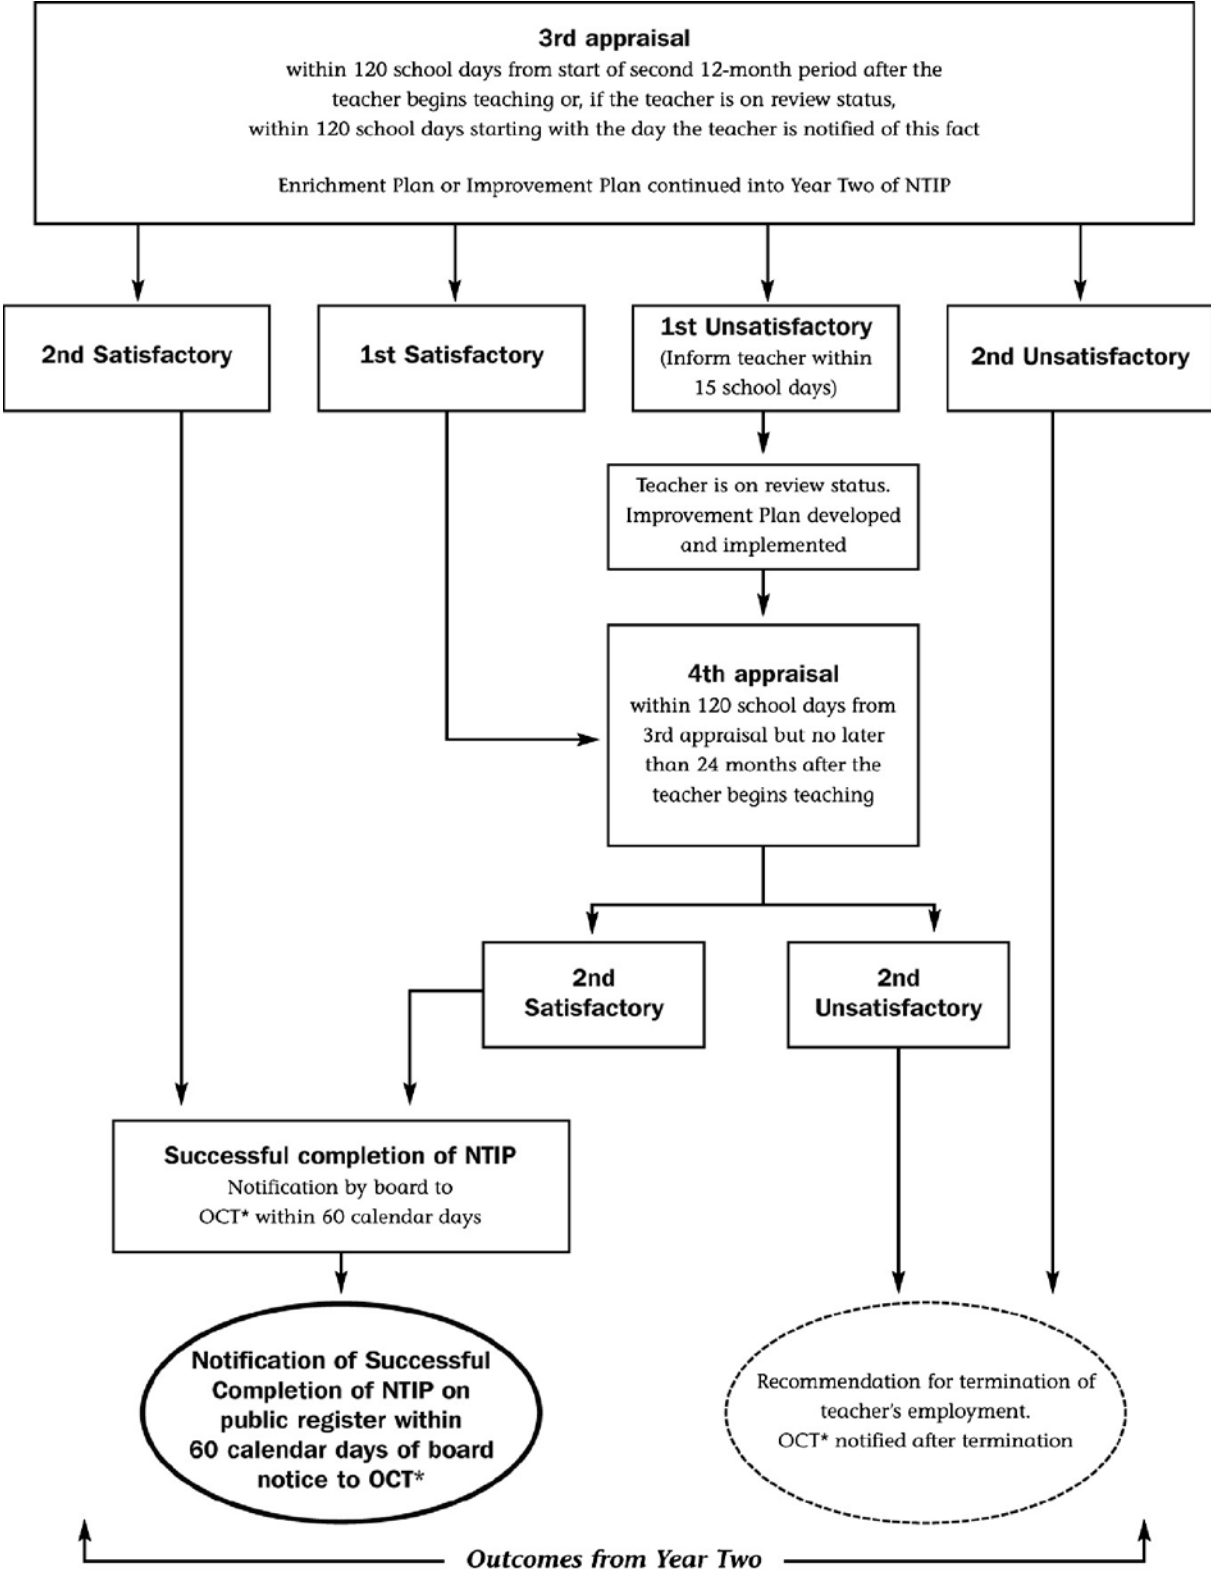 3rd appraisal
within 120 school days from start of second 12-month period after the
teacher begins teaching or, if the teacher is on review status,
within 120 school days starting with the day the teacher is notified of this fact
Enrichment Plan or Improvement Plan continued into Year Two of NTIP
2nd Satisfactory
1st Satisfactory
1st Unsatisfactory
(Inform teacher within
15 school days)
2nd Unsatisfactory
Teacher is on review status.
Improvement Plan developed
and implemented
4th appraisal
within 120 school days from
3rd appraisal but no later
than 24 months after the
teacher begins teaching
2nd
Satisfactory
2nd
Unsatisfactory
Successful completion of NTIP
Notification by board to
OCT* within 60 calendar days
Notification of Successful
Completion of NTIP on
public register within
60 calendar days of board
notice to OCT*
Recommendation for termination of
teacher's employment.
OCT* notified after termination
Outcomes from Year Two